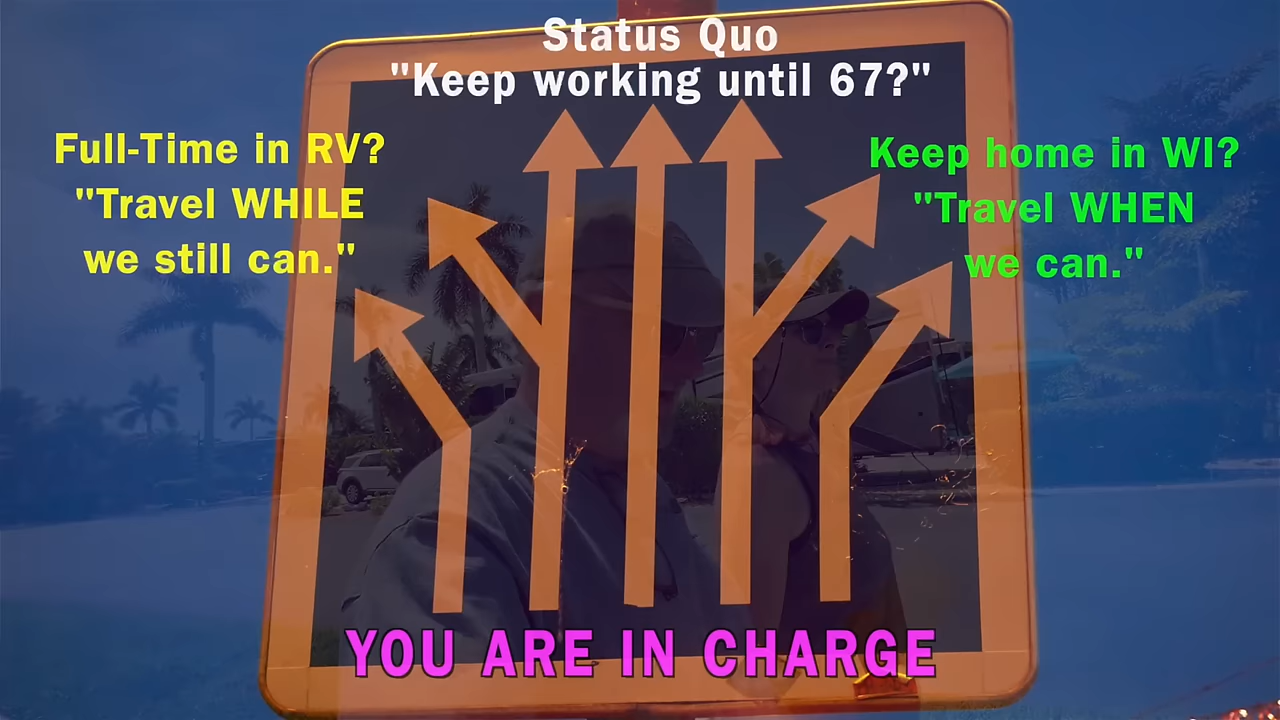 Status Quo
"Keep working until 67?"
Full-Time in RV?
"Travel WHILE
we still can."
Keep home in WI?
"Travel WHEN
we can."
YOU ARE IN CHARGE